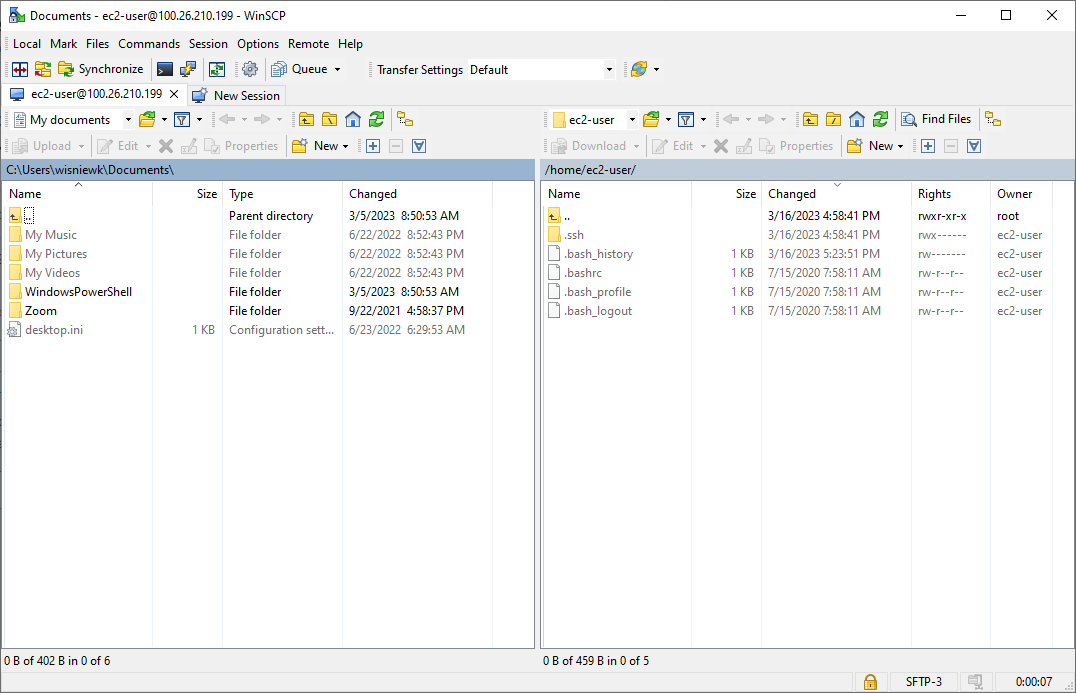 Documents - ec2-user@100.26.210.199 - WinSCP
Local Mark Files Commands Session Options Remote Help
Synchronize Queue Transfer Settings Default
ec2-user@100.26.210.199 New Session
My documents ec2-user Find Files
Upload Edit Properties New Download Edit Properties New
C:\Users\wisniewk\Documents\ /home/ec2-user/
Name Size Type Changed Name Size Changed Rights Owner
.. Parent directory 3/5/2023 8:50:53 AM .. 3/16/2023 4:58:41 PM rwxr-xr-x root
My Music File folder 6/22/2022 8:52:43 PM .ssh 3/16/2023 4:58:41 PM rwx------ ec2-user
My Pictures File folder 6/22/2022 8:52:43 PM .bash_history 1 KB 3/16/2023 5:23:51 PM rw------- ec2-user
My Videos File folder 6/22/2022 8:52:43 PM .bashrc 1 KB 7/15/2020 7:58:11 AM rw-r--r-- ec2-user
WindowsPowerShell File folder 3/5/2023 8:50:53 AM .bash_profile 1 KB 7/15/2020 7:58:11 AM rw-r--r-- ec2-user
Zoom File folder 9/22/2021 4:58:37 PM .bash_logout 1 KB 7/15/2020 7:58:11 AM rw-r--r-- ec2-user
desktop.ini 1 KB Configuration sett... 6/23/2022 6:29:53 AM
0 B of 402 B in 0 of 6 0 B of 459 B in 0 of 5
SFTP-3 0:00:07